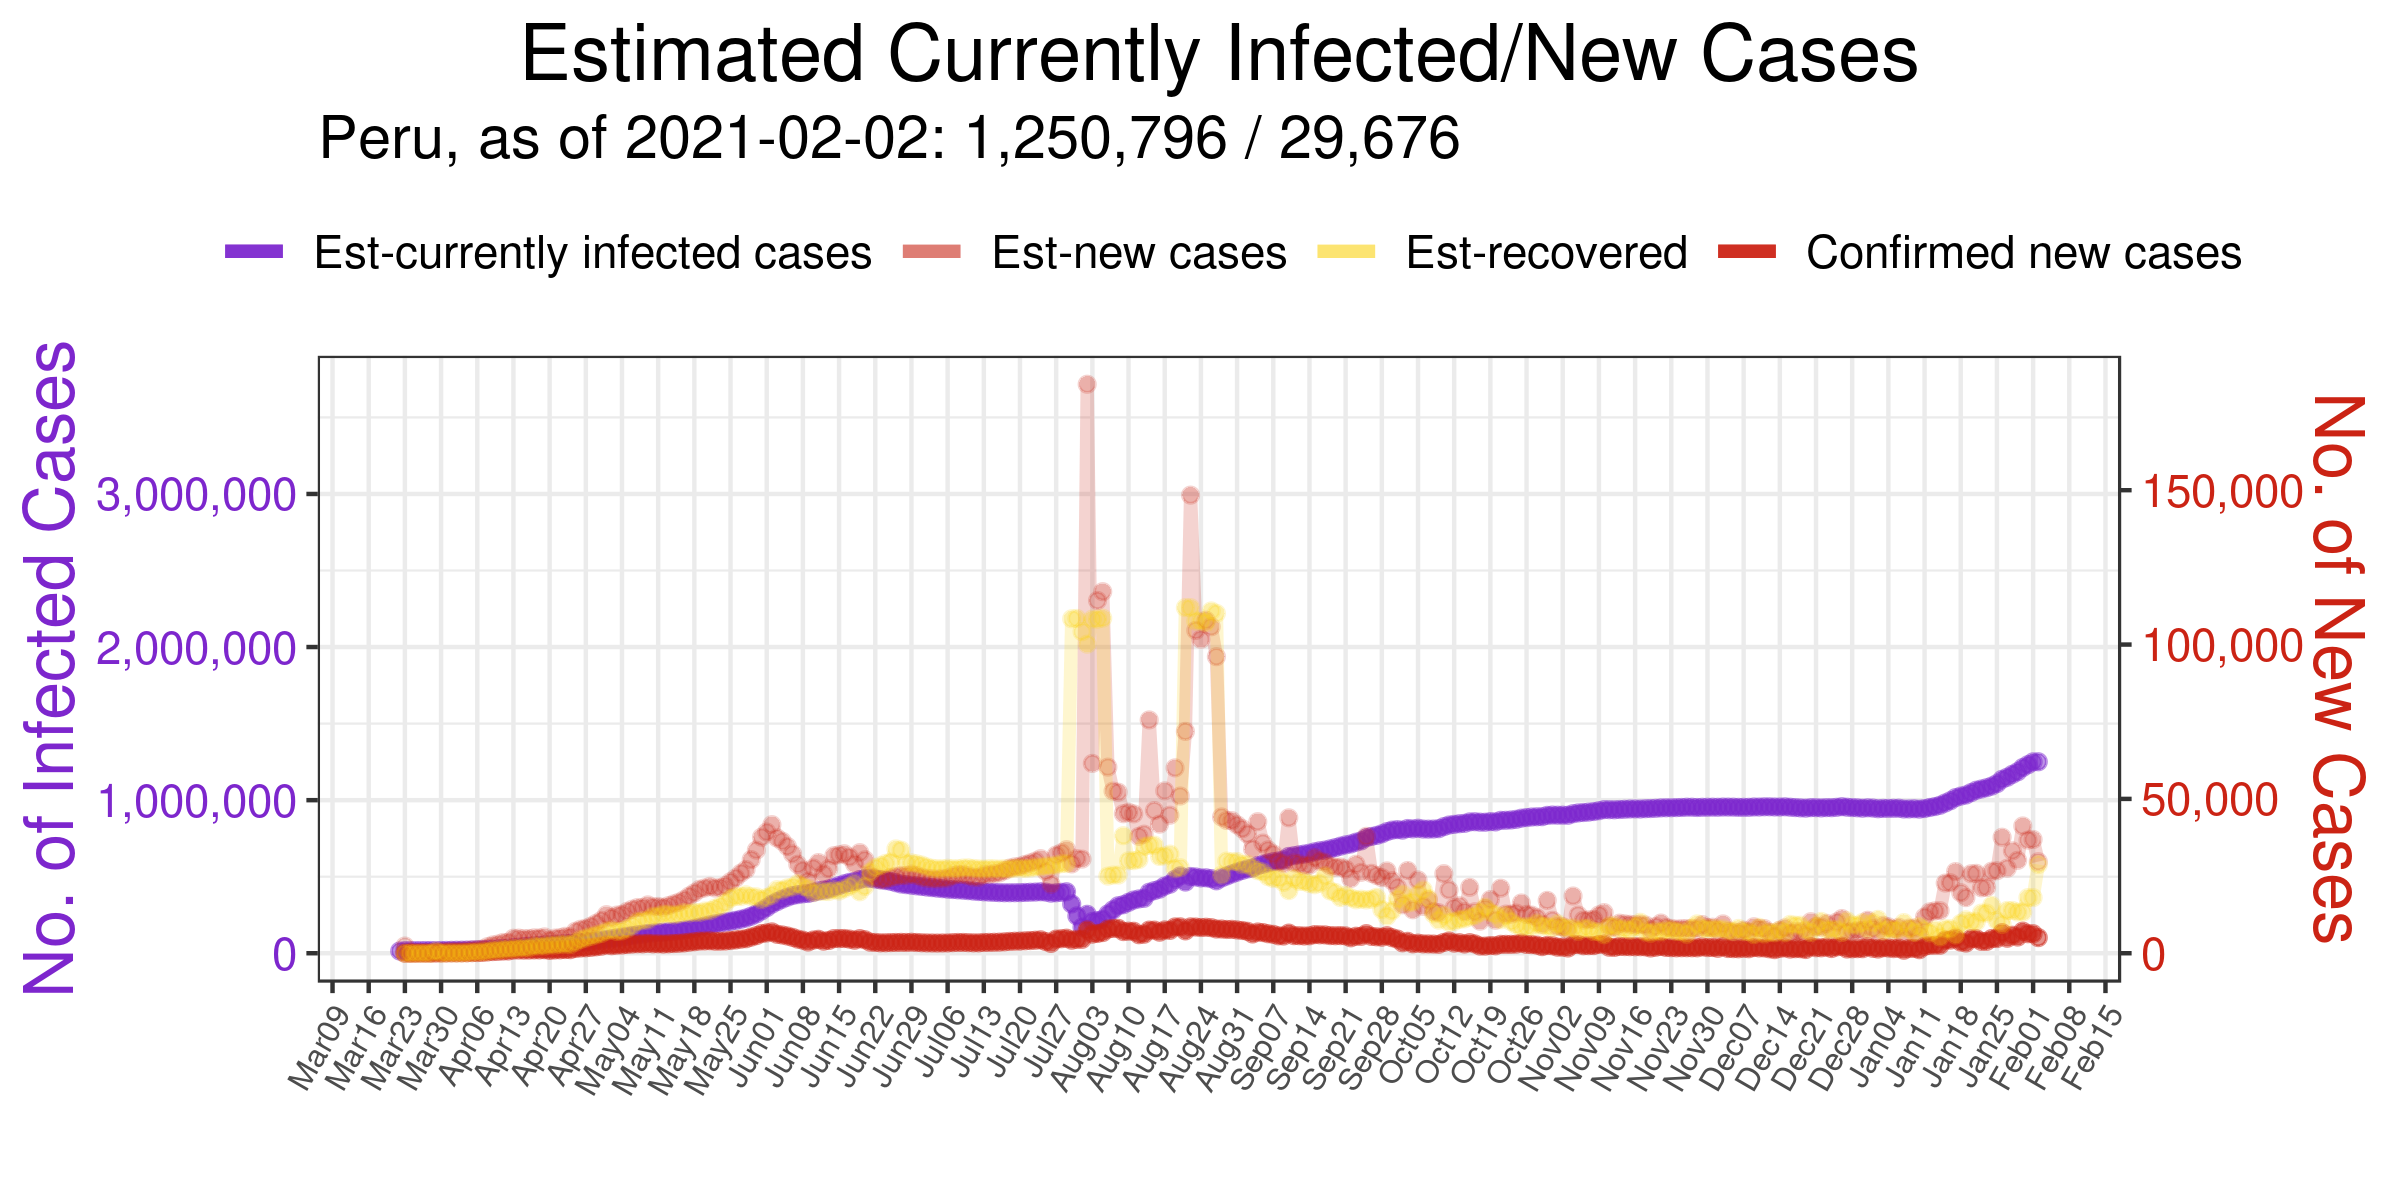 Estimated Currently Infected/New Cases
Peru, as of 2021-02-02: 1,250,796 / 29,676
Est-currently infected cases Est-new cases Est-recovered Confirmed new cases
No. of Infected Cases
3,000,000
2,000,000
1,000,000
0
150,000
100,000
50,000
0
No. of New Cases
Mar09 Mar16 Mar23 Mar30 Apr06 Apr13 Apr20 Apr27 May04 May11 May18 May25 Jun01 Jun08 Jun15 Jun22 Jun29 Jul06 Jul13 Jul20 Jul27 Aug03 Aug10 Aug17 Aug24 Aug31 Sep07 Sep14 Sep21 Sep28 Oct05 Oct12 Oct19 Oct26 Nov02 Nov09 Nov16 Nov23 Nov30 Dec07 Dec14 Dec21 Dec28 Dec04 Jan11 Jan18 Jan25 Feb01 Feb08 Feb15